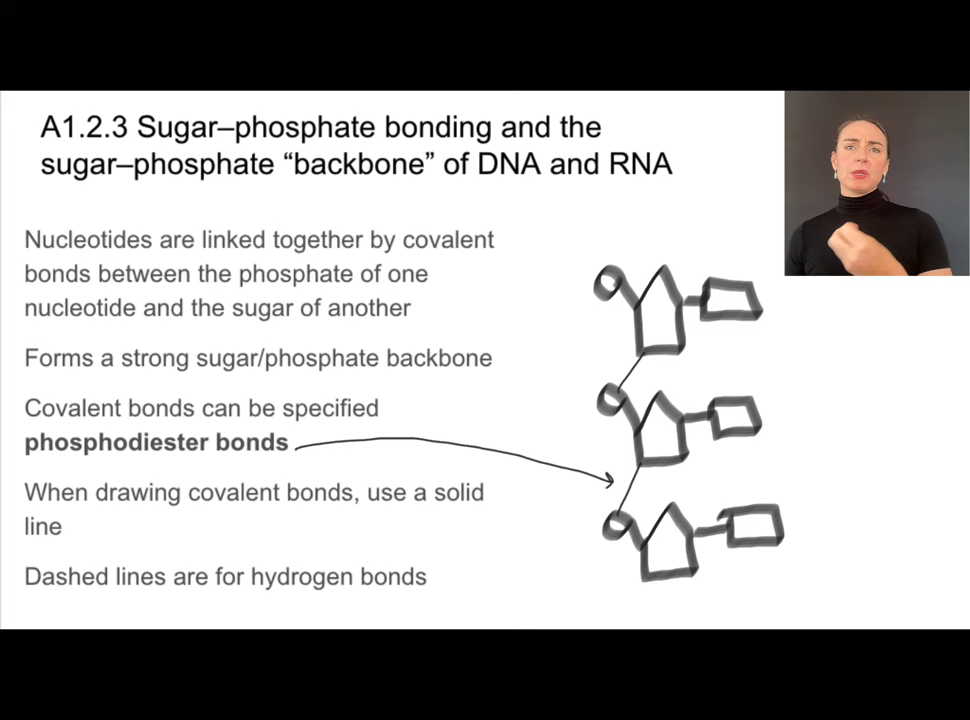 A1.2.3 Sugar–phosphate bonding and the
sugar–phosphate “backbone” of DNA and RNA
Nucleotides are linked together by covalent
bonds between the phosphate of one
nucleotide and the sugar of another
Forms a strong sugar/phosphate backbone
Covalent bonds can be specified
phosphodiester bonds
When drawing covalent bonds, use a solid
line
Dashed lines are for hydrogen bonds